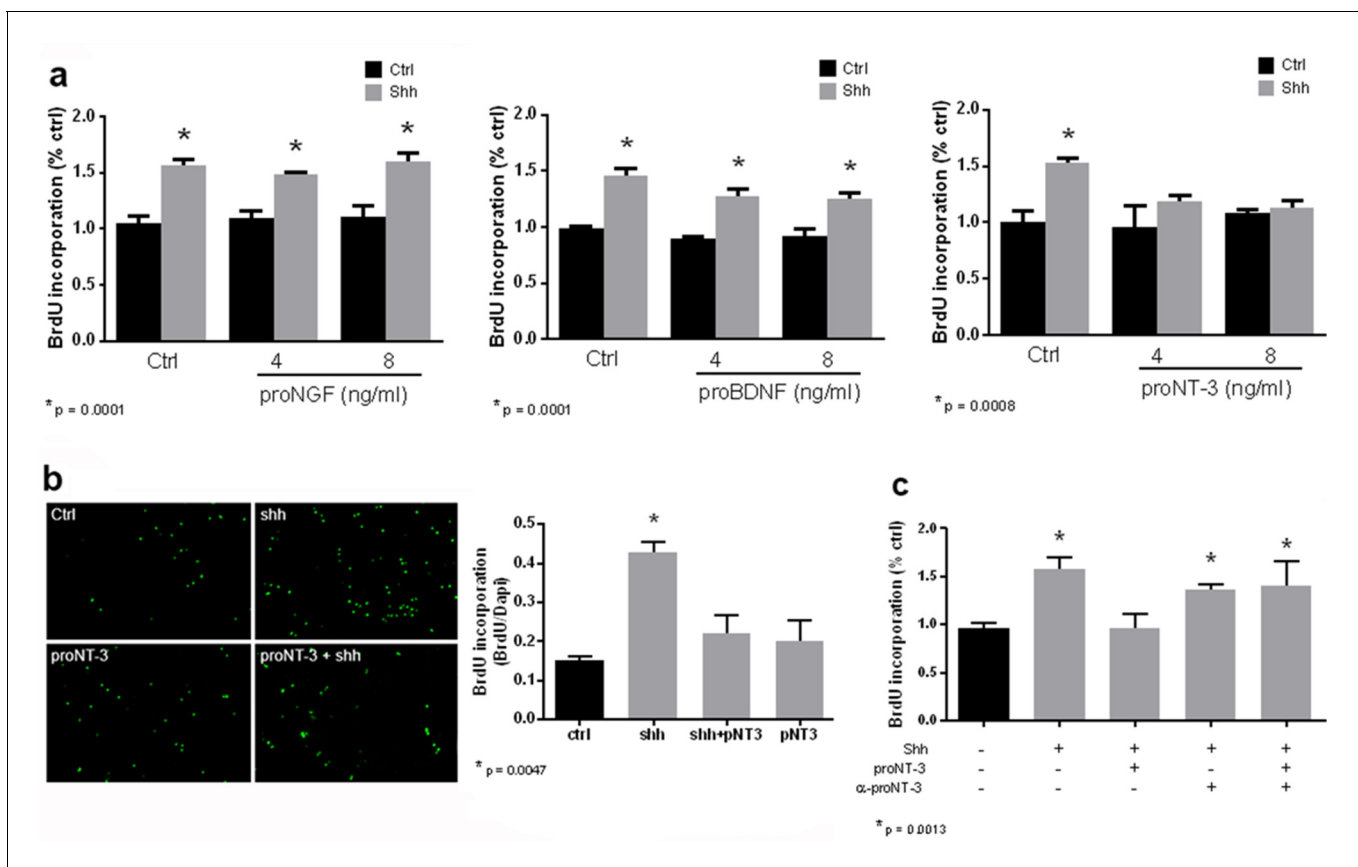 a
Ctrl
Shh
BrdU incorporation (% ctrl)
2.0
1.5
1.0
0.5
0.0
* * *
Ctrl 4 8
proNGF (ng/ml)
* p = 0.0001
Ctrl
Shh
BrdU incorporation (% ctrl)
2.0
1.5
1.0
0.5
0.0
* * *
Ctrl 4 8
proBDNF (ng/ml)
* p = 0.0001
Ctrl
Shh
BrdU incorporation (% ctrl)
2.0
1.5
1.0
0.5
0.0
*
Ctrl 4 8
proNT-3 (ng/ml)
* p = 0.0008
b
Ctrl
shh
proNT-3
proNT-3 + shh
BrdU incorporation
(BrdU/Dapi)
0.5
0.4
0.3
0.2
0.1
0.0
*
ctrl shh shh+pNT3 pNT3
* p = 0.0047
c
BrdU incorporation (% ctrl)
2.0
1.5
1.0
0.5
0.0
* * *
Shh - + + + +
proNT-3 - - + - +
α-proNT-3 - - - + +
* p = 0.0013